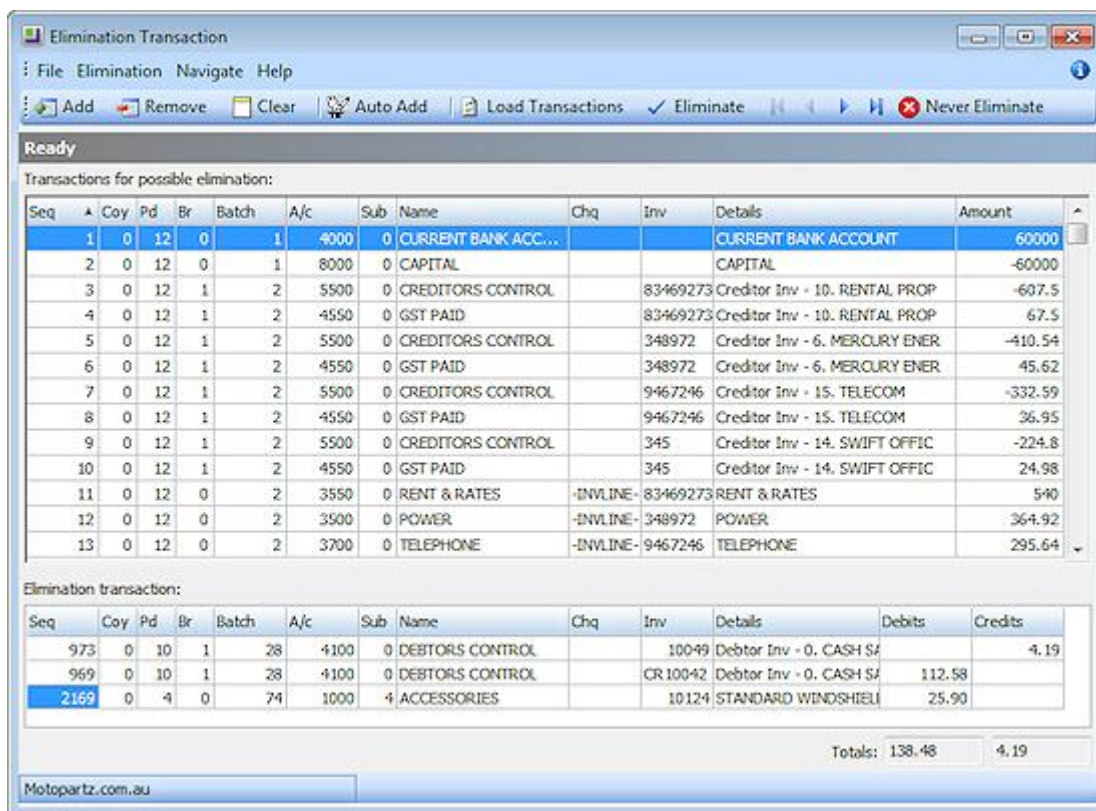 Elimination Transaction
File Elimination Navigate Help
Add Remove Clear Auto Add Load Transactions Eliminate Never Eliminate
Ready
Transactions for possible elimination:
Seq Coy Pd Br Batch A/c Sub Name Chq Inv Details Amount
1 0 12 0 1 4000 0 CURRENT BANK ACC... CURRENT BANK ACCOUNT 60000
2 0 12 0 1 8000 0 CAPITAL CAPITAL -60000
3 0 12 1 2 5500 0 CREDITORS CONTROL 83469273 Creditor Inv - 10. RENTAL PROP -607.5
4 0 12 1 2 4550 0 GST PAID 83469273 Creditor Inv - 10. RENTAL PROP 67.5
5 0 12 1 2 5500 0 CREDITORS CONTROL 348972 Creditor Inv - 6. MERCURY ENER -410.54
6 0 12 1 2 4550 0 GST PAID 348972 Creditor Inv - 6. MERCURY ENER 45.62
7 0 12 1 2 5500 0 CREDITORS CONTROL 9467246 Creditor Inv - 15. TELECOM -332.59
8 0 12 1 2 4550 0 GST PAID 9467246 Creditor Inv - 15. TELECOM 36.95
9 0 12 1 2 5500 0 CREDITORS CONTROL 345 Creditor Inv - 14. SWIFT OFFIC -224.8
10 0 12 1 2 4550 0 GST PAID 345 Creditor Inv - 14. SWIFT OFFIC 24.98
11 0 12 0 2 3550 0 RENT & RATES -INVLINE- 83469273 RENT & RATES 540
12 0 12 0 2 3500 0 POWER -INVLINE- 348972 POWER 364.92
13 0 12 0 2 3700 0 TELEPHONE -INVLINE- 9467246 TELEPHONE 295.64
Elimination transaction:
Seq Coy Pd Br Batch A/c Sub Name Chq Inv Details Debits Credits
973 0 10 1 28 4100 0 DEBTORS CONTROL 10049 Debtor Inv - 0. CASH SA 4.19
969 0 10 1 28 4100 0 DEBTORS CONTROL CR10042 Debtor Inv - 0. CASH SA 112.58
2169 0 4 0 74 1000 4 ACCESSORIES 10124 STANDARD WINDSHIELI 25.90
Totals: 138.48 4.19
Motopartz.com.au